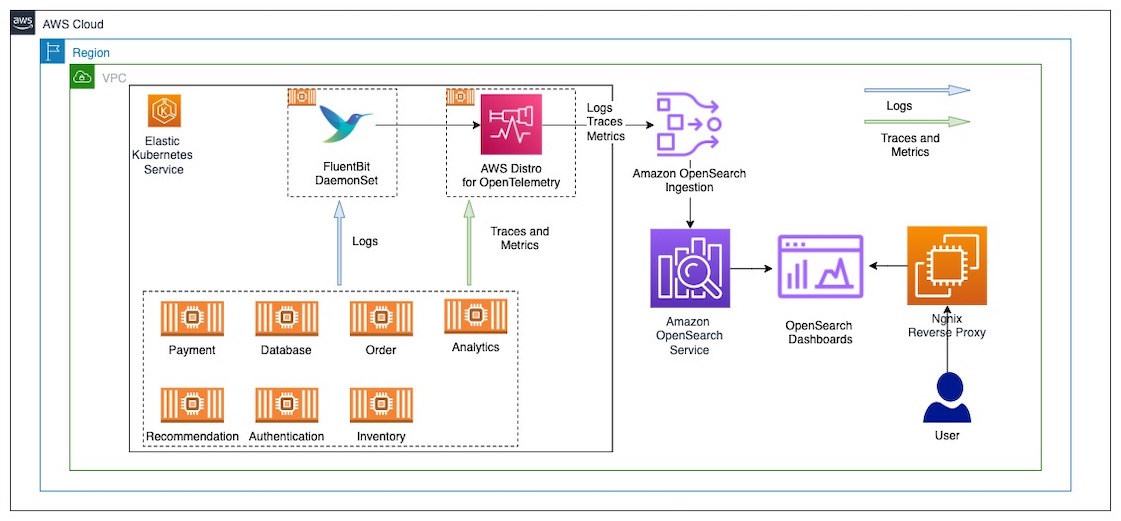 aws
AWS Cloud
Region
VPC
Elastic
Kubernetes
Service
FluentBit
DaemonSet
AWS Distro
for OpenTelemetry
Logs
Traces
Metrics
Amazon OpenSearch
Ingestion
Logs
Traces and
Metrics
Logs
Traces and
Metrics
Payment
Database
Order
Analytics
Recommendation
Authentication
Inventory
Amazon
OpenSearch
Service
OpenSearch
Dashboards
Ngnix
Reverse Proxy
User